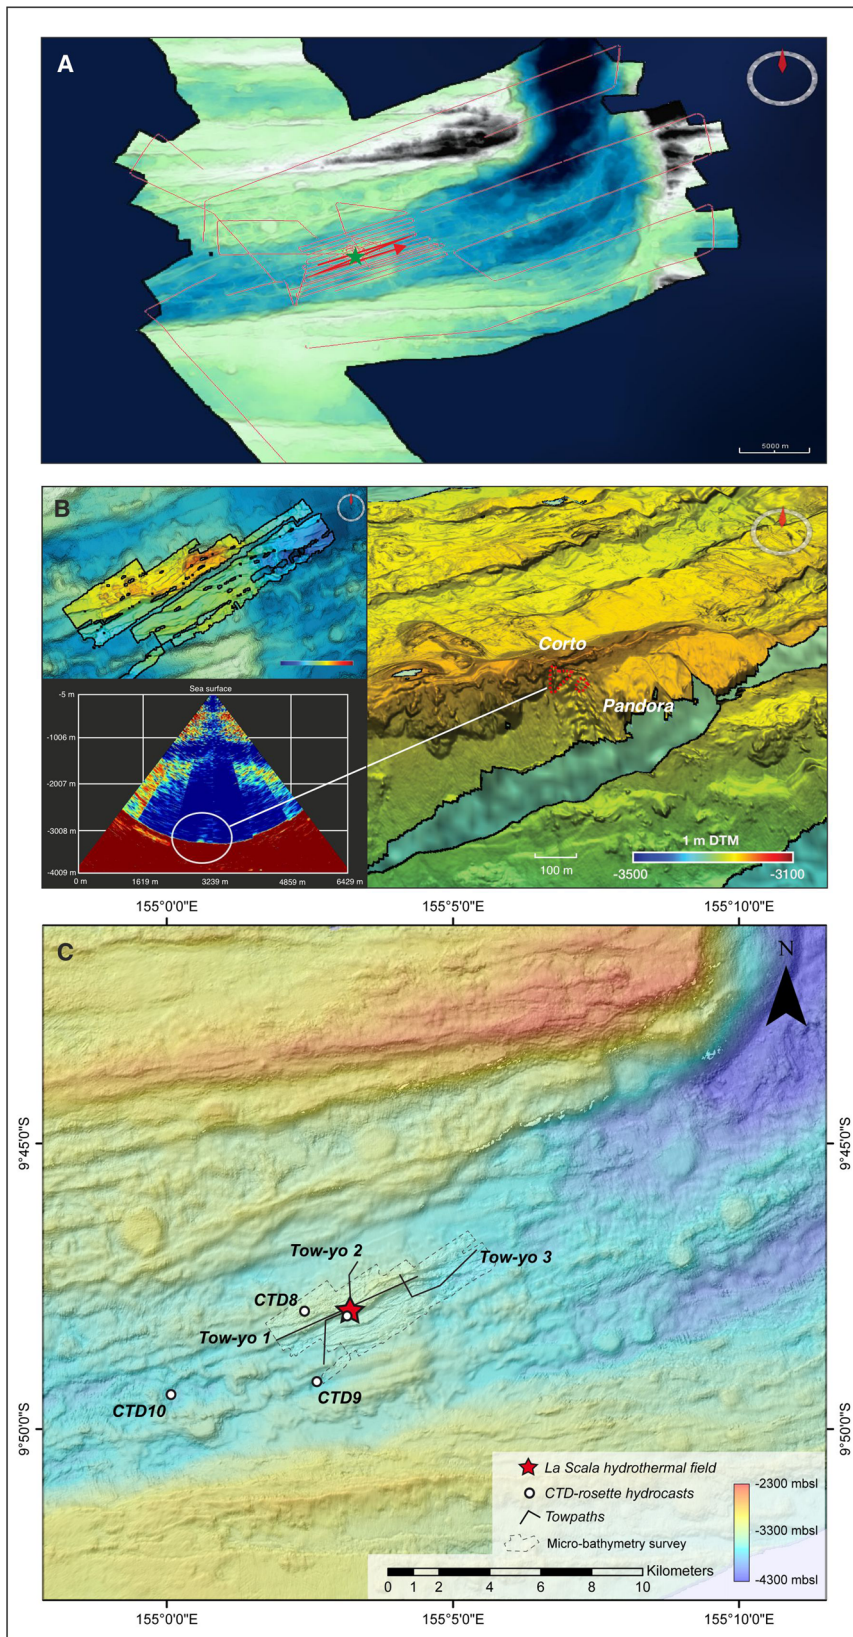 A
5000 m
B
Sea surface
-5 m
-1006 m
-2007 m
-3008 m
-4009 m
0 m 1619 m 3239 m 4859 m 6429 m
Corto
Pandora
1 m DTM
100 m
-3500 -3100
155°0'0"E 155°5'0"E 155°10'0"E
C
N
9°45'0"S 9°45'0"S
Tow-yo 2
Tow-yo 3
CTD8
Tow-yo 1
CTD9
CTD10
9°50'0"S 9°50'0"S
La Scala hydrothermal field
CTD-rosette hydrocasts
Towpaths
Micro-bathymetry survey
-2300 mbsl
-3300 mbsl
-4300 mbsl
Kilometers
0 1 2 4 6 8 10
155°0'0"E 155°5'0"E 155°10'0"E